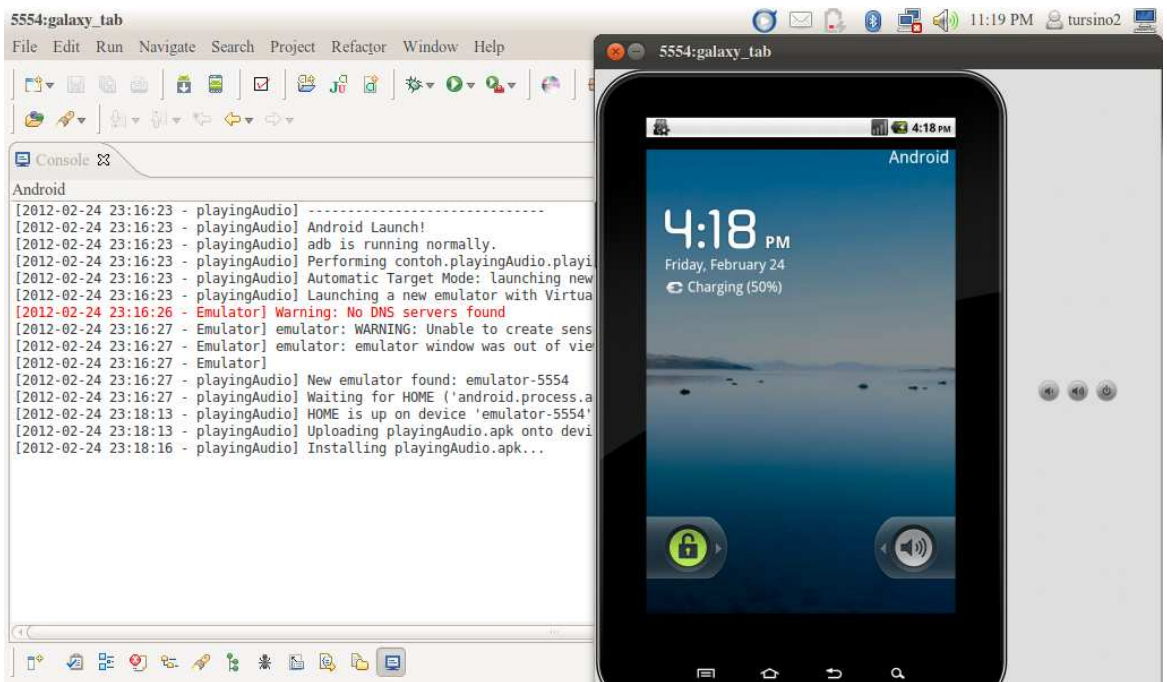 5554:galaxy_tab
11:19 PM tursino2
File Edit Run Navigate Search Project Refactor Window Help
Console
Android
[2012-02-24 23:16:23 - playingAudio] ------------------------------
[2012-02-24 23:16:23 - playingAudio] Android Launch!
[2012-02-24 23:16:23 - playingAudio] adb is running normally.
[2012-02-24 23:16:23 - playingAudio] Performing contoh.playingAudio.playi
[2012-02-24 23:16:23 - playingAudio] Automatic Target Mode: launching new
[2012-02-24 23:16:23 - playingAudio] Launching a new emulator with Virtua
[2012-02-24 23:16:26 - Emulator] Warning: No DNS servers found
[2012-02-24 23:16:27 - Emulator] emulator: WARNING: Unable to create sens
[2012-02-24 23:16:27 - Emulator] emulator: emulator window was out of vie
[2012-02-24 23:16:27 - Emulator]
[2012-02-24 23:16:27 - playingAudio] New emulator found: emulator-5554
[2012-02-24 23:16:27 - playingAudio] Waiting for HOME ('android.process.a
[2012-02-24 23:18:13 - playingAudio] HOME is up on device 'emulator-5554'
[2012-02-24 23:18:13 - playingAudio] Uploading playingAudio.apk onto devi
[2012-02-24 23:18:16 - playingAudio] Installing playingAudio.apk...
5554:galaxy_tab
4:18 PM
Android
4:18 PM
Friday, February 24
Charging (50%)